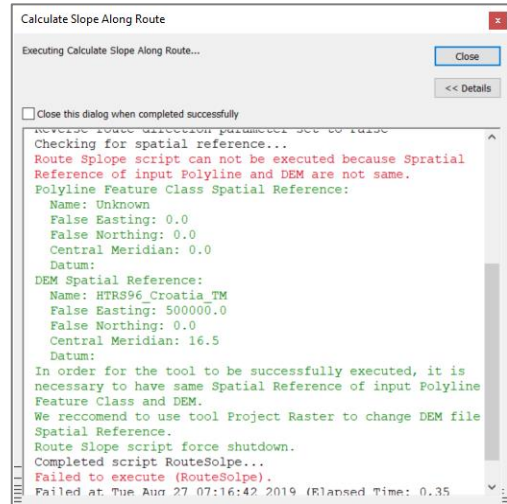 Calculate Slope Along Route
x
Executing Calculate Slope Along Route...
Close
<< Details
Close this dialog when completed successfully
Reverse route direction parameter set to False
Checking for spatial reference...
Route Splope script can not be executed because Spratial
Reference of input Polyline and DEM are not same.
Polyline Feature Class Spatial Reference:
Name: Unknown
False Easting: 0.0
False Northing: 0.0
Central Meridian: 0.0
Datum:
DEM Spatial Reference:
Name: HTRS96_Croatia_TM
False Easting: 500000.0
False Northing: 0.0
Central Meridian: 16.5
Datum:
In order for the tool to be successfully executed, it is
necessary to have same Spatial Reference of input Polyline
Feature Class and DEM.
We reccomend to use tool Project Raster to change DEM file
Spatial Reference.
Route Slope script force shutdown.
Completed script RouteSolpe...
Failed to execute (RouteSolpe).
Failed at Tue Aug 27 07:16:42 2019 (Elapsed Time: 0.35